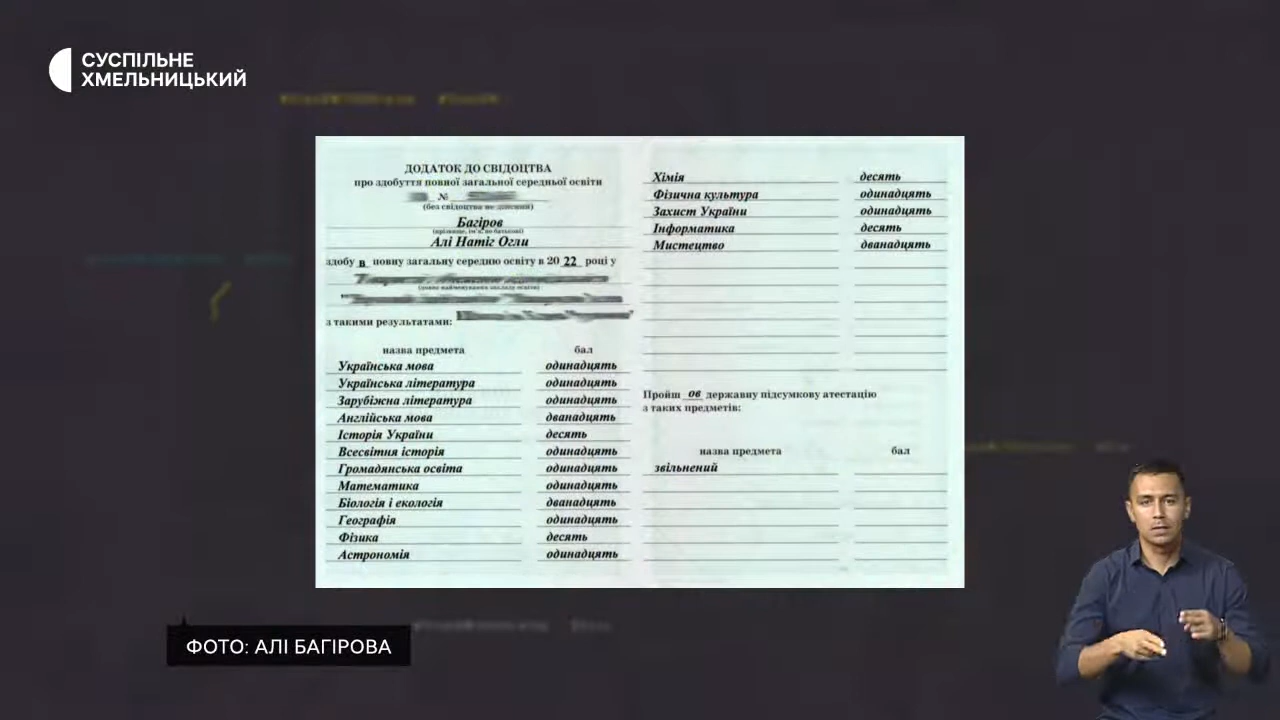 СУСПІЛЬНЕ
ХМЕЛЬНИЦЬКИЙ
ДОДАТОК ДО СВІДОЦТВА
про здобуття повної загальної середньої освіти
№
(без свідоцтва не дійсний)
Багіров
(прізвище, ім'я, по батькові)
Алі Натіг Огли
здобу в повну загальну середню освіту в 20 22 році у
(повне найменування закладу освіти)
з такими результатами:
назва предмета бал
Українська мова одинадцять
Українська література одинадцять
Зарубіжна література одинадцять
Англійська мова дванадцять
Історія України десять
Всесвітня історія одинадцять
Громадянська освіта одинадцять
Математика одинадцять
Біологія і екологія дванадцять
Географія одинадцять
Фізика десять
Астрономія одинадцять
Хімія десять
Фізична культура одинадцять
Захист України одинадцять
Інформатика десять
Мистецтво дванадцять
Пройш ов державну підсумкову атестацію
з таких предметів:
назва предмета бал
звільнений
ФОТО: АЛІ БАГІРОВА